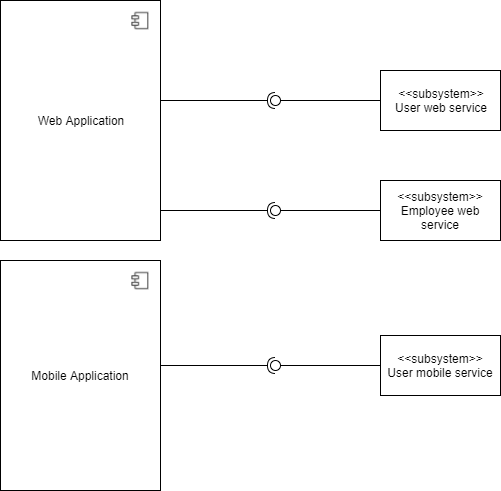 Web Application
<<subsystem>>
User web service
<<subsystem>>
Employee web
service
Mobile Application
<<subsystem>>
User mobile service